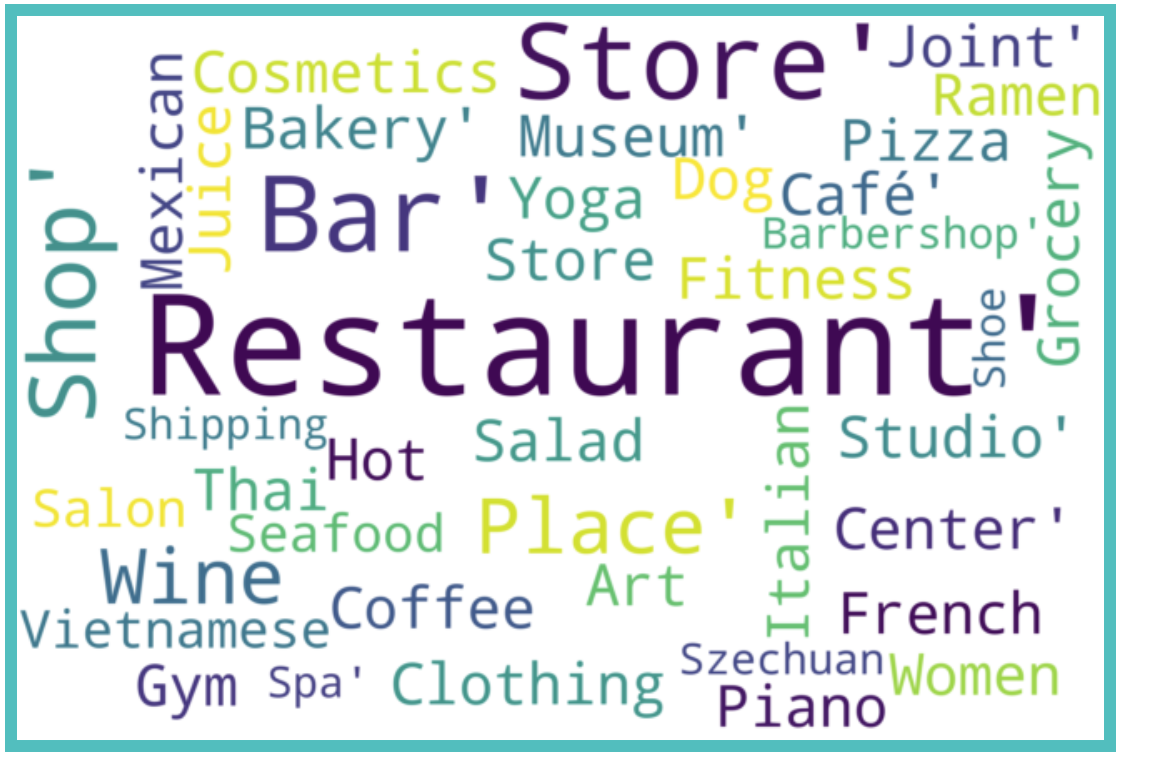 Store'
Joint'
Cosmetics
Mexican
Ramen
Juice
Bakery'
Museum'
Pizza
Grocery
Shop'
Bar'
Yoga
Dog
Café'
Barbershop'
Store
Fitness
Restaurant'
Shoe
Shipping
Hot
Salad
Italian
Studio'
Thai
Salon
Seafood
Place'
Center'
Wine
Art
Coffee
French
Vietnamese
Szechuan
Women
Gym
Spa'
Clothing
Piano